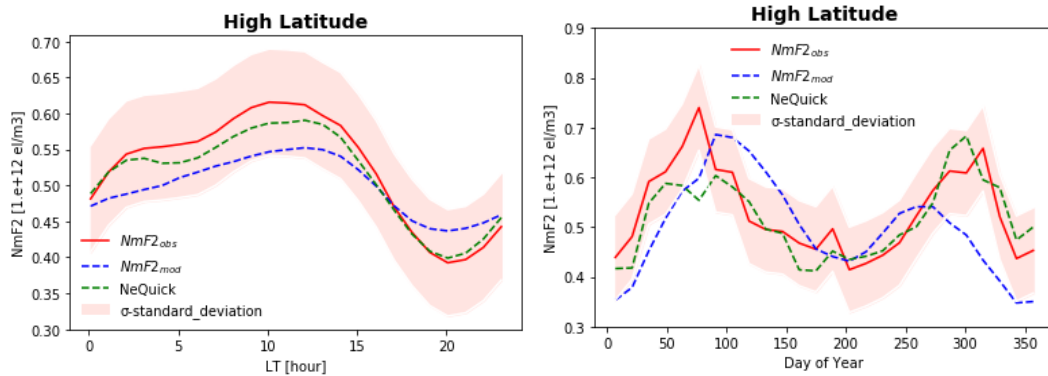 High Latitude
NmF2 [1.e+12 el/m3]
0.70
0.65
0.60
0.55
0.50
0.45
0.40
0.35
0.30
NmF2obs
NmF2mod
NeQuick
σ-standard_deviation
0 5 10 15 20
LT [hour]
High Latitude
NmF2 [1.e+12 el/m3]
0.9
0.8
0.7
0.6
0.5
0.4
0.3
NmF2obs
NmF2mod
NeQuick
σ-standard_deviation
0 50 100 150 200 250 300 350
Day of Year